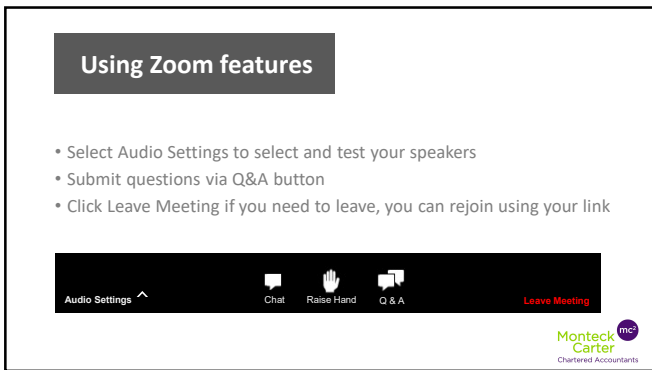 Using Zoom features
• Select Audio Settings to select and test your speakers
• Submit questions via Q&A button
• Click Leave Meeting if you need to leave, you can rejoin using your link
Audio Settings ^ Chat Raise Hand Q & A Leave Meeting
Monteck mc²
Carter
Chartered Accountants